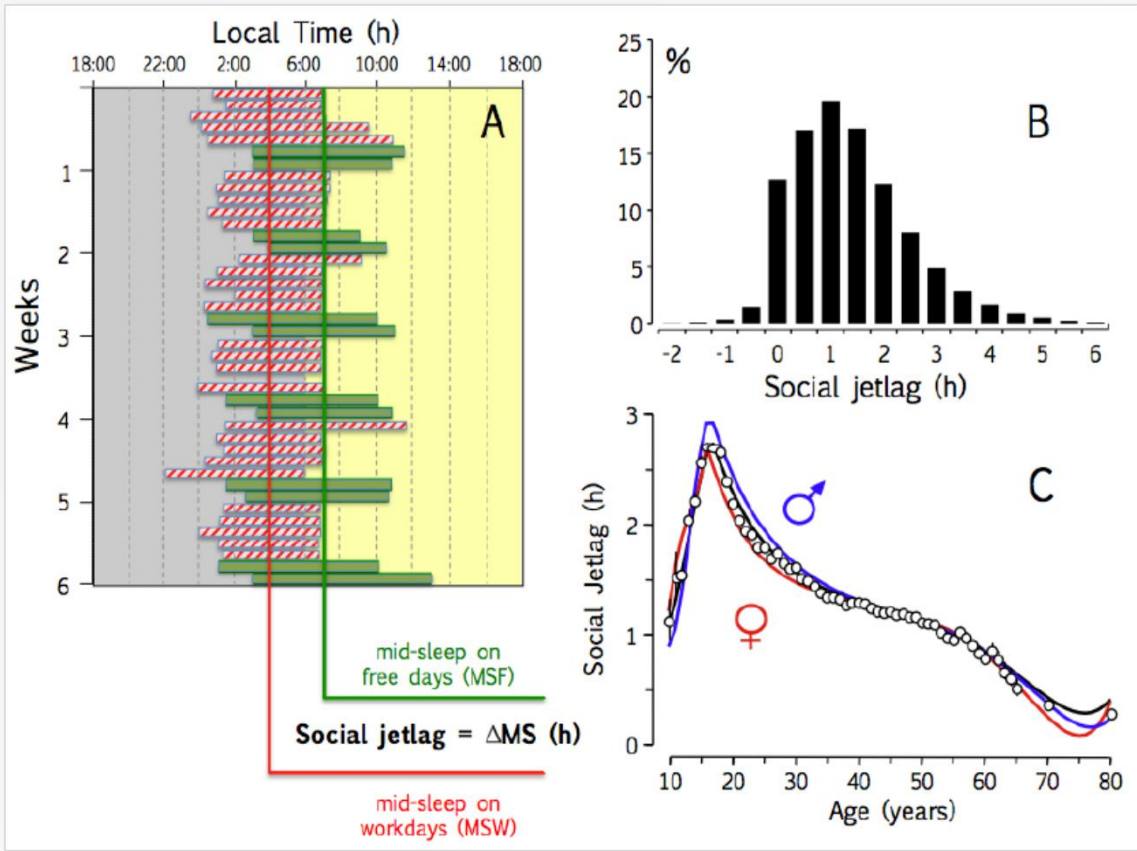 Local Time (h)
18:00 22:00 2:00 6:00 10:00 14:00 18:00
A
Weeks
1
2
3
4
5
6
mid-sleep on
free days (MSF)
Social jetlag = ΔMS (h)
mid-sleep on
workdays (MSW)
25
%
20
15
10
5
0
B
-2 -1 0 1 2 3 4 5 6
Social jetlag (h)
3
2
1
0
Social Jetlag (h)
C
♂
♀
10 20 30 40 50 60 70 80
Age (years)